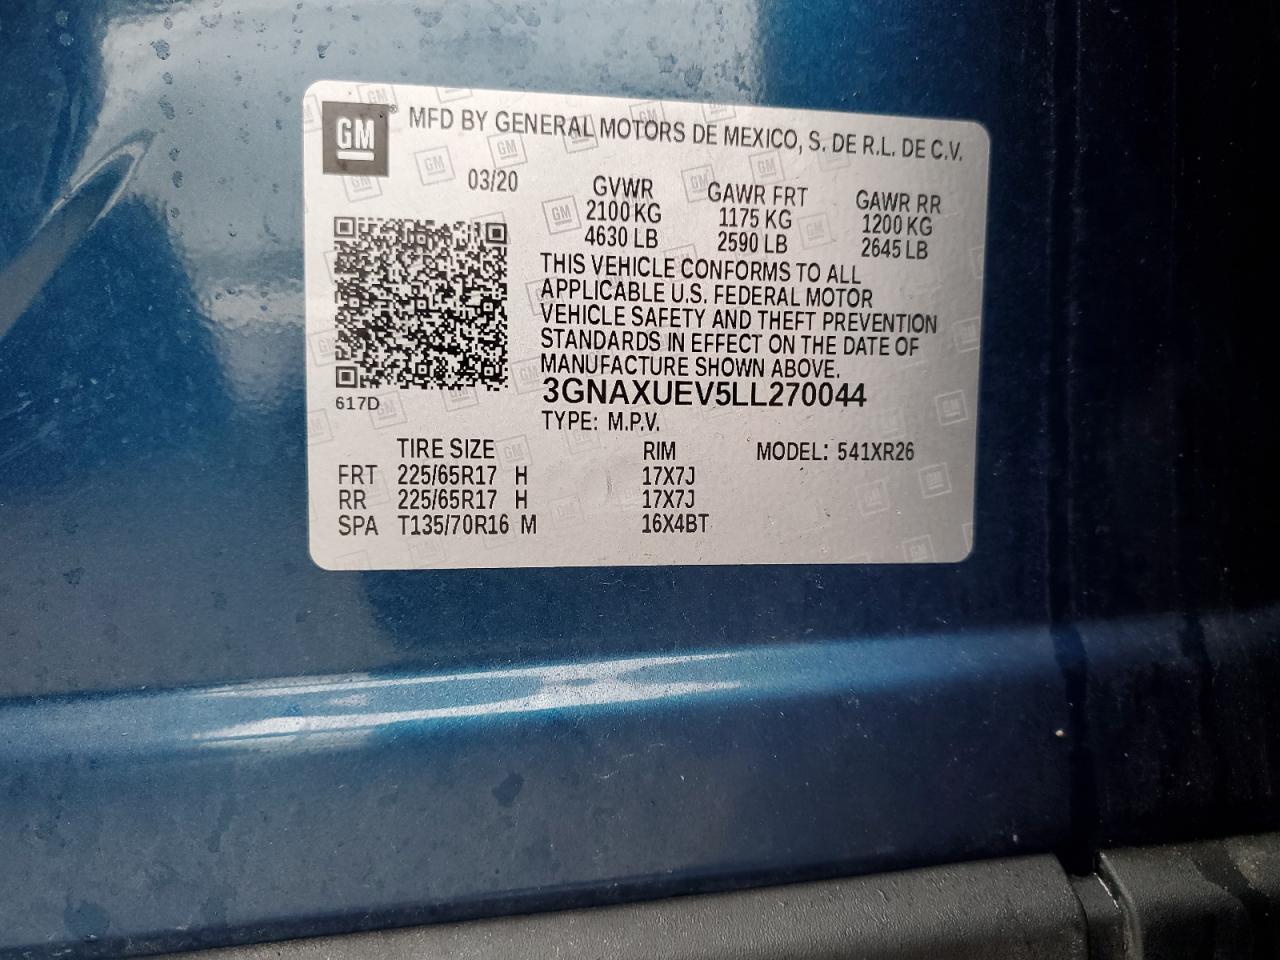 GM ® MFD BY GENERAL MOTORS DE MEXICO, S. DE R.L. DE C.V.
03/20
GVWR GAWR FRT GAWR RR
2100 KG 1175 KG 1200 KG
4630 LB 2590 LB 2645 LB
THIS VEHICLE CONFORMS TO ALL
APPLICABLE U.S. FEDERAL MOTOR
VEHICLE SAFETY AND THEFT PREVENTION
STANDARDS IN EFFECT ON THE DATE OF
MANUFACTURE SHOWN ABOVE.
3GNAXUEV5LL270044
617D
TYPE: M.P.V.
TIRE SIZE RIM MODEL: 541XR26
FRT 225/65R17 H 17X7J
RR 225/65R17 H 17X7J
SPA T135/70R16 M 16X4BT